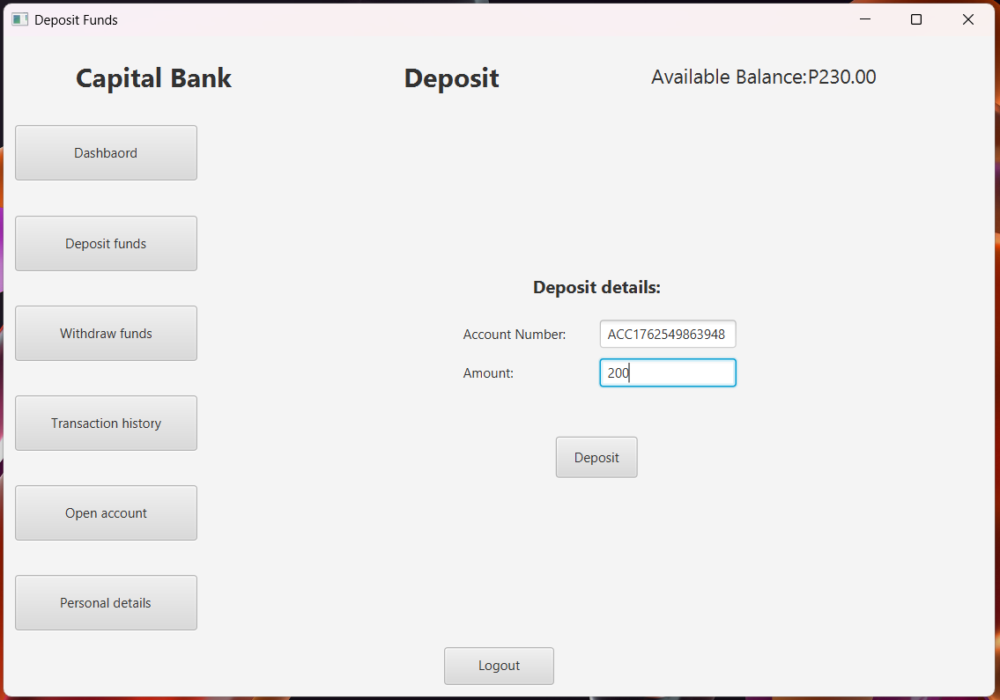 Deposit Funds
Capital Bank
Deposit
Available Balance:P230.00
Dashbaord
Deposit funds
Withdraw funds
Transaction history
Open account
Personal details
Deposit details:
Account Number: ACC1762549863948
Amount: 200
Deposit
Logout